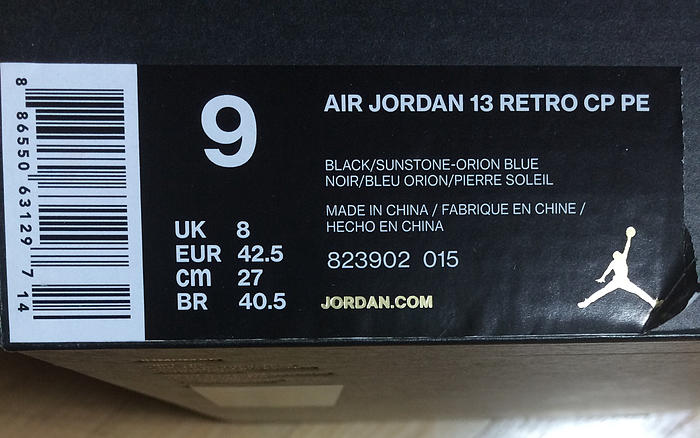 8 86550 63129 7 14
9
UK 8
EUR 42.5
cm 27
BR 40.5
AIR JORDAN 13 RETRO CP PE
BLACK/SUNSTONE-ORION BLUE
NOIR/BLEU ORION/PIERRE SOLEIL
MADE IN CHINA / FABRIQUE EN CHINE /
HECHO EN CHINA
823902 015
JORDAN.COM